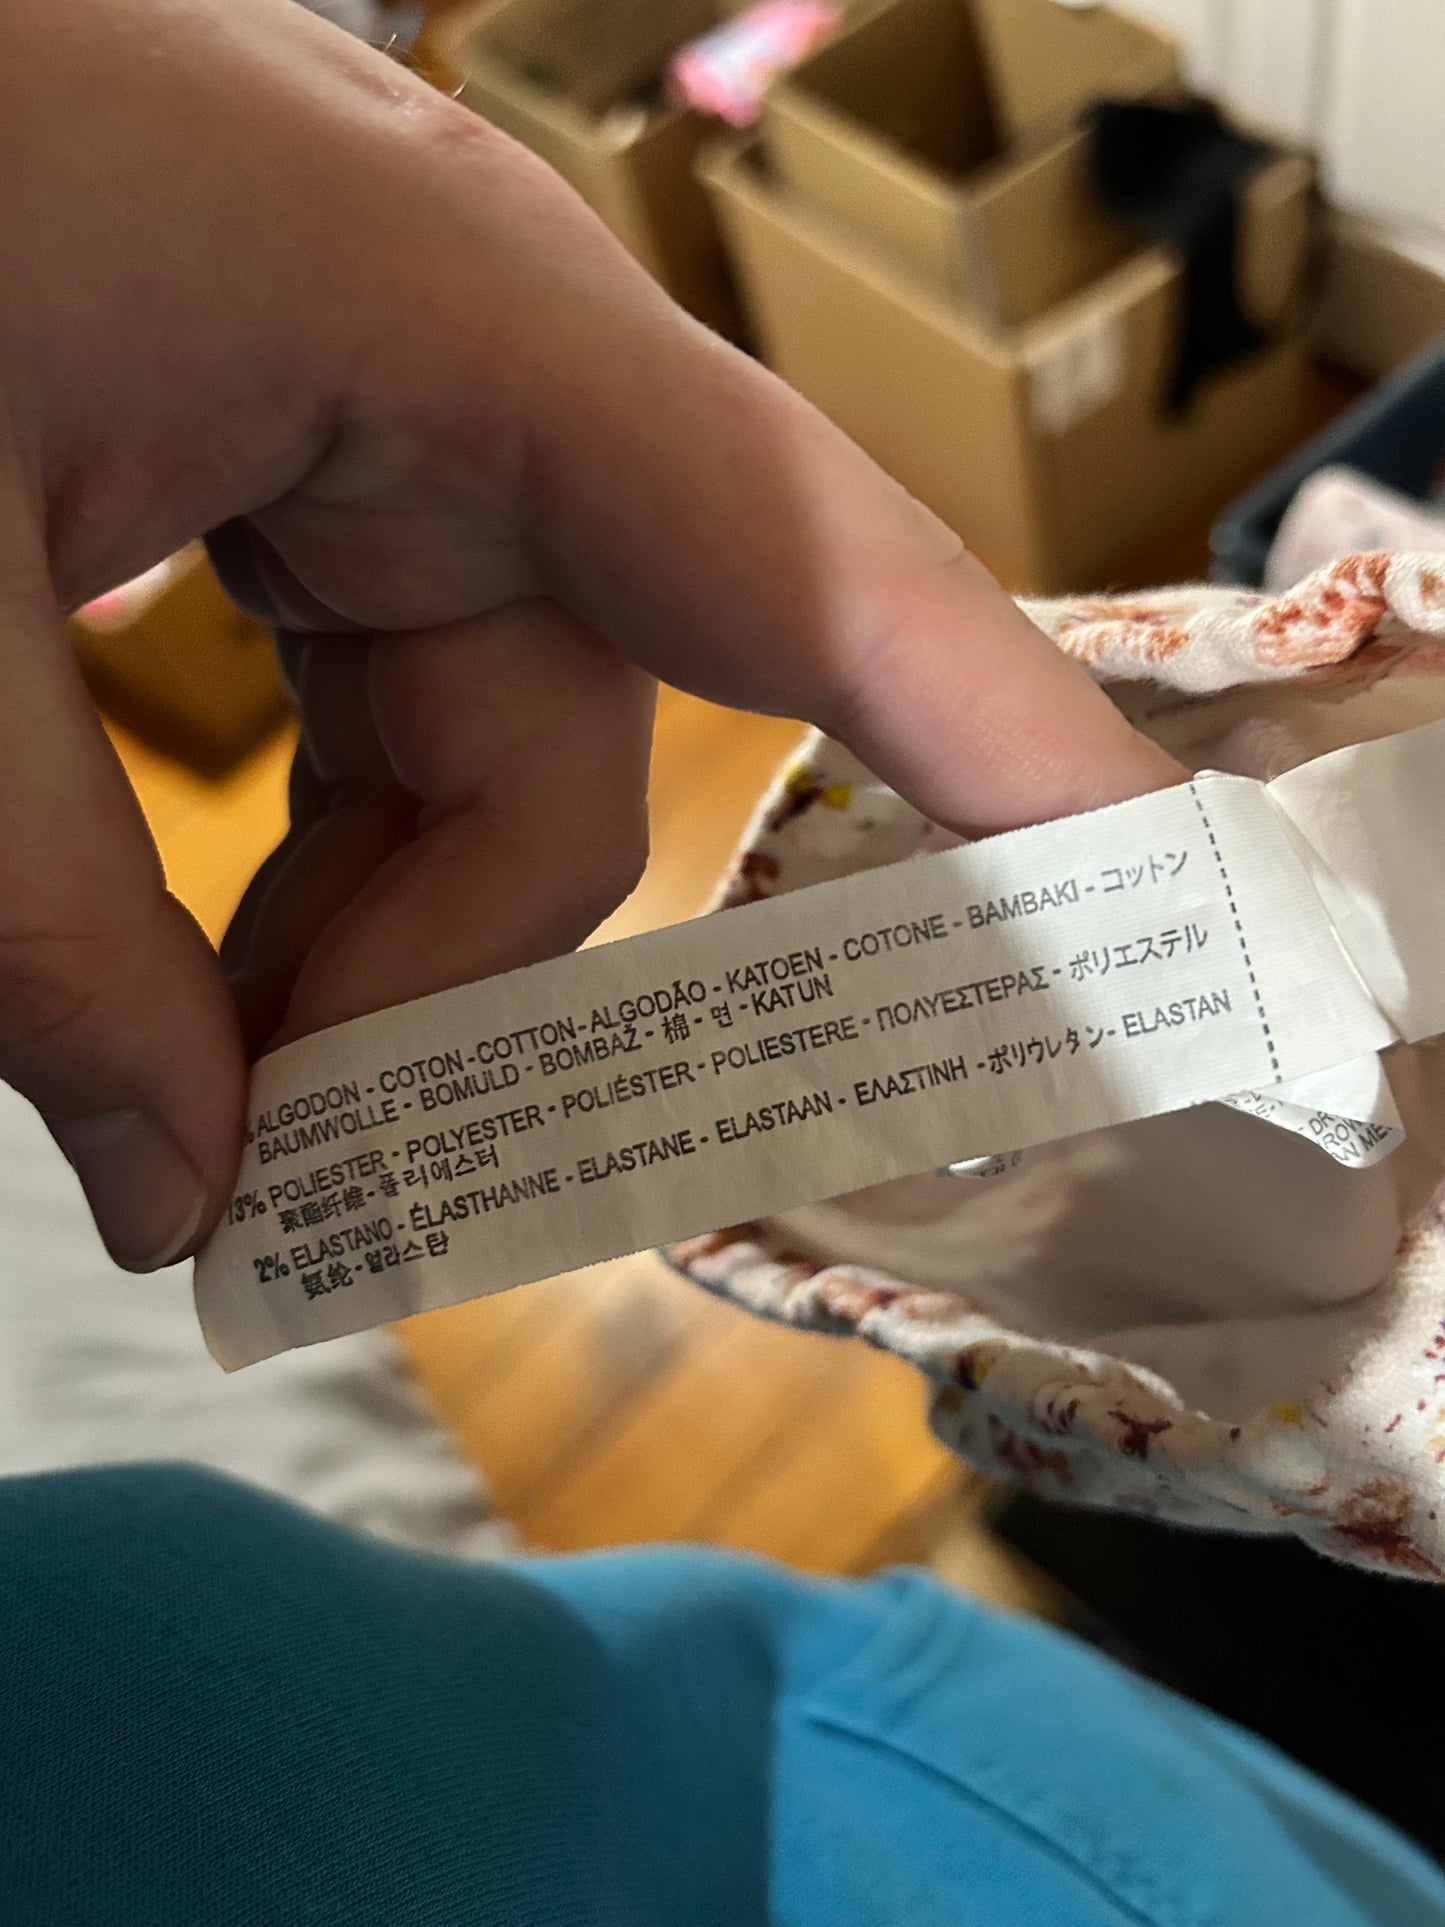 % ALGODON - COTON - COTTON - ALGODÃO - KATOEN - COTONE - BAMBAKI - コットン
BAUMWOLLE - BOMULD - BOMBAŽ - 棉 - 면 - KATUN
13% POLIESTER - POLYESTER - POLIÉSTER - POLIESTERE - ΠΟΛΥΕΣΤΕΡΑΣ - ポリエステル
聚酯纤维 - 폴리에스터
2% ELASTANO - ÉLASTHANNE - ELASTANE - ELASTAAN - ΕΛΑΣΤΙΝΗ - ポリウレタン - ELASTAN
氨纶 - 엘라스탄